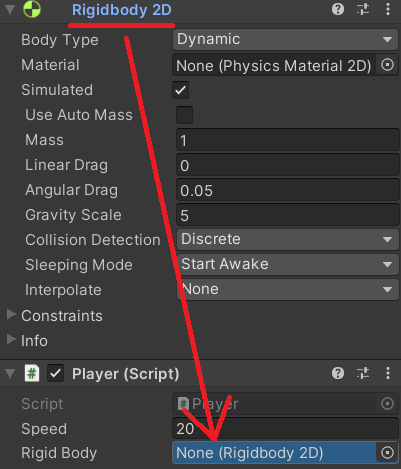 Rigidbody 2D
Body Type Dynamic
Material None (Physics Material 2D)
Simulated
Use Auto Mass
Mass 1
Linear Drag 0
Angular Drag 0.05
Gravity Scale 5
Collision Detection Discrete
Sleeping Mode Start Awake
Interpolate None
Constraints
Info
# Player (Script)
Script # Player
Speed 20
Rigid Body None (Rigidbody 2D)